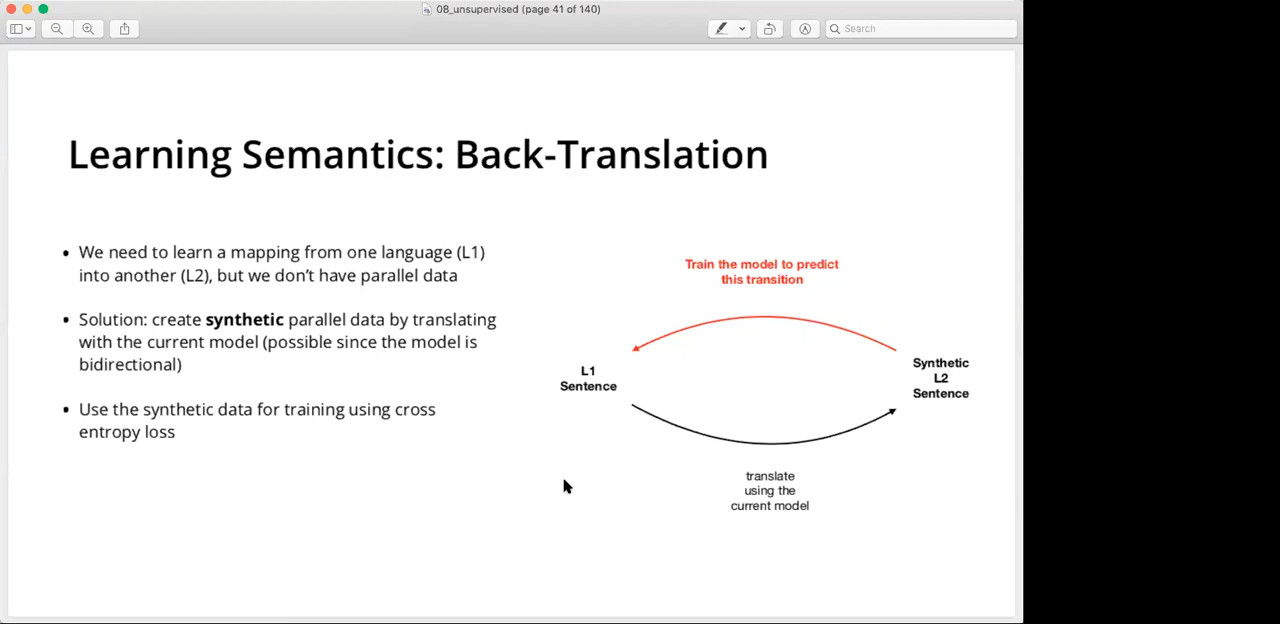 08_unsupervised (page 41 of 140)
Search
Learning Semantics: Back-Translation
• We need to learn a mapping from one language (L1)
into another (L2), but we don’t have parallel data
• Solution: create synthetic parallel data by translating
with the current model (possible since the model is
bidirectional)
• Use the synthetic data for training using cross
entropy loss
Train the model to predict
this transition
L1
Sentence
Synthetic
L2
Sentence
translate
using the
current model